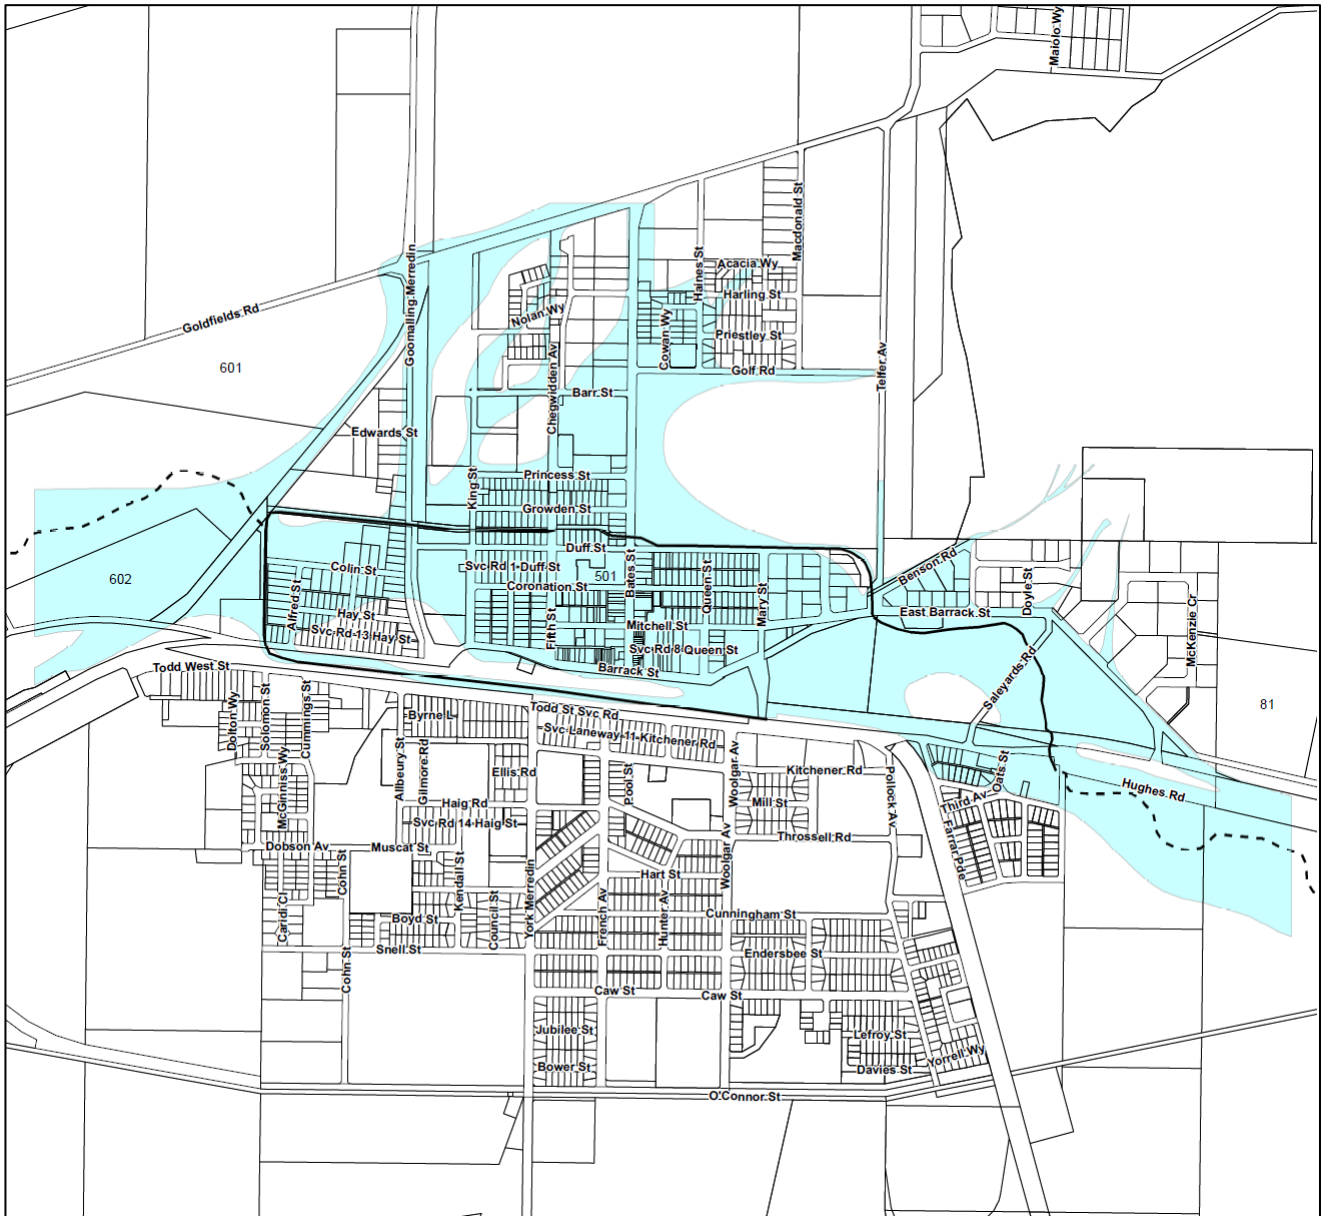 Maiolo Wy
Macdonald St
Goomalling-Merredin
Haines St
Acacia Wy
Harling St
Goldfields Rd
Nolan Wy
Cowan Wy
Priestley St
Telfer Av
601
Chegwidden Av
Golf Rd
Barr St
Edwards St
King St
Princess St
Growden St
Duff St
Benson Rd
Colin St
Svc Rd 1 Duff St
501
Bates St
Queen St
602
Coronation St
Doyle St
Alfred St
Mary St
McKenzie Cr
Hay St
East Barrack St
Fifth St
Mitchell St
Svc Rd 13 Hay St
Svc Rd 8 Queen St
Todd West St
Barrack St
Saleyards Rd
81
Dolton Wy
Solomon St
Cummings St
Byrne L
Todd St Svc Rd
Svc Laneway 11 Kitchener Rd
Allbeury St
Gilmore Rd
Ellis Rd
Pool St
Woolgar Av
Kitchener Rd
Pollock Av
Oats St
Hughes Rd
McGinniss Wy
Haig Rd
Mill St
Third Av
Svc Rd 14 Haig St
Throssell Rd
Dobson Av
Muscat St
Farrar Pde
Cohn St
Kendall St
Hart St
Woolgar Av
Caridi Cl
Boyd St
Council St
York Merredin
French Av
Hunter Av
Cunningham St
Snell St
Endersbee St
Cohn St
Caw St
Caw St
Jubilee St
Lefroy St
Yorrell Wy
Bower St
Davies St
O'Connor St